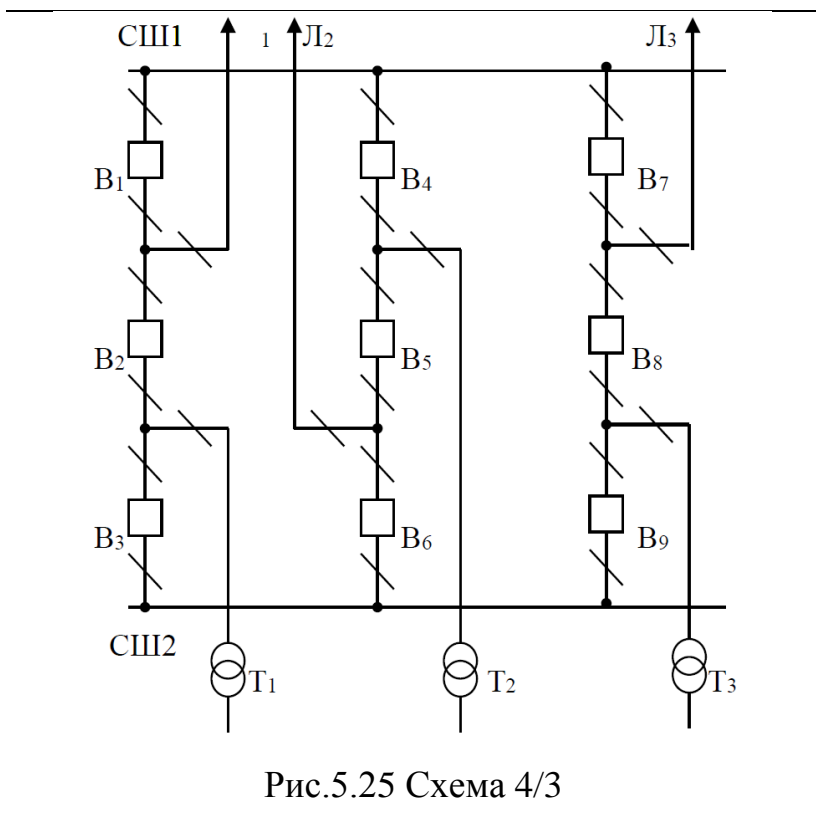 СШ1 1 Л2 Л3
В1 В4 В7
В2 В5 В8
В3 В6 В9
СШ2
Т1 Т2 Т3
Рис.5.25 Схема 4/3